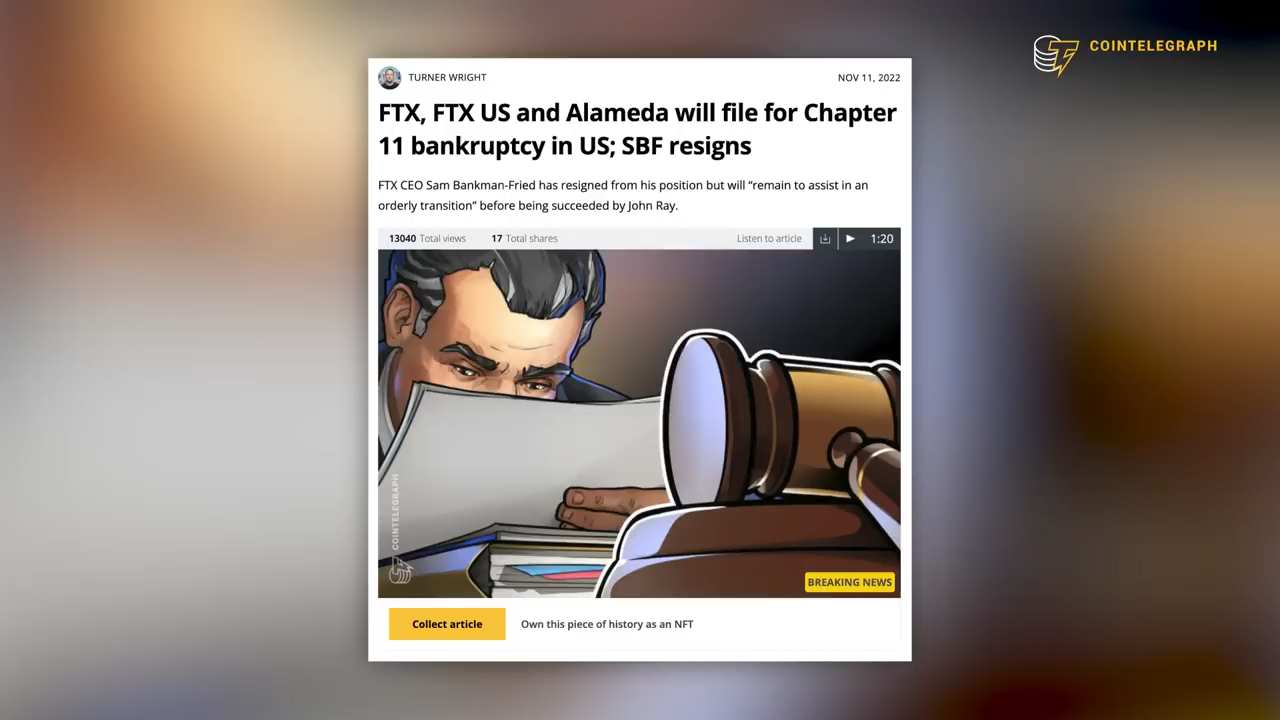 COINTELEGRAPH
TURNER WRIGHT
NOV 11, 2022
FTX, FTX US and Alameda will file for Chapter
11 bankruptcy in US; SBF resigns
FTX CEO Sam Bankman-Fried has resigned from his position but will “remain to assist in an
orderly transition” before being succeeded by John Ray.
13040 Total views 17 Total shares Listen to article 1:20
COINTELEGRAPH
BREAKING NEWS
Collect article Own this piece of history as an NFT